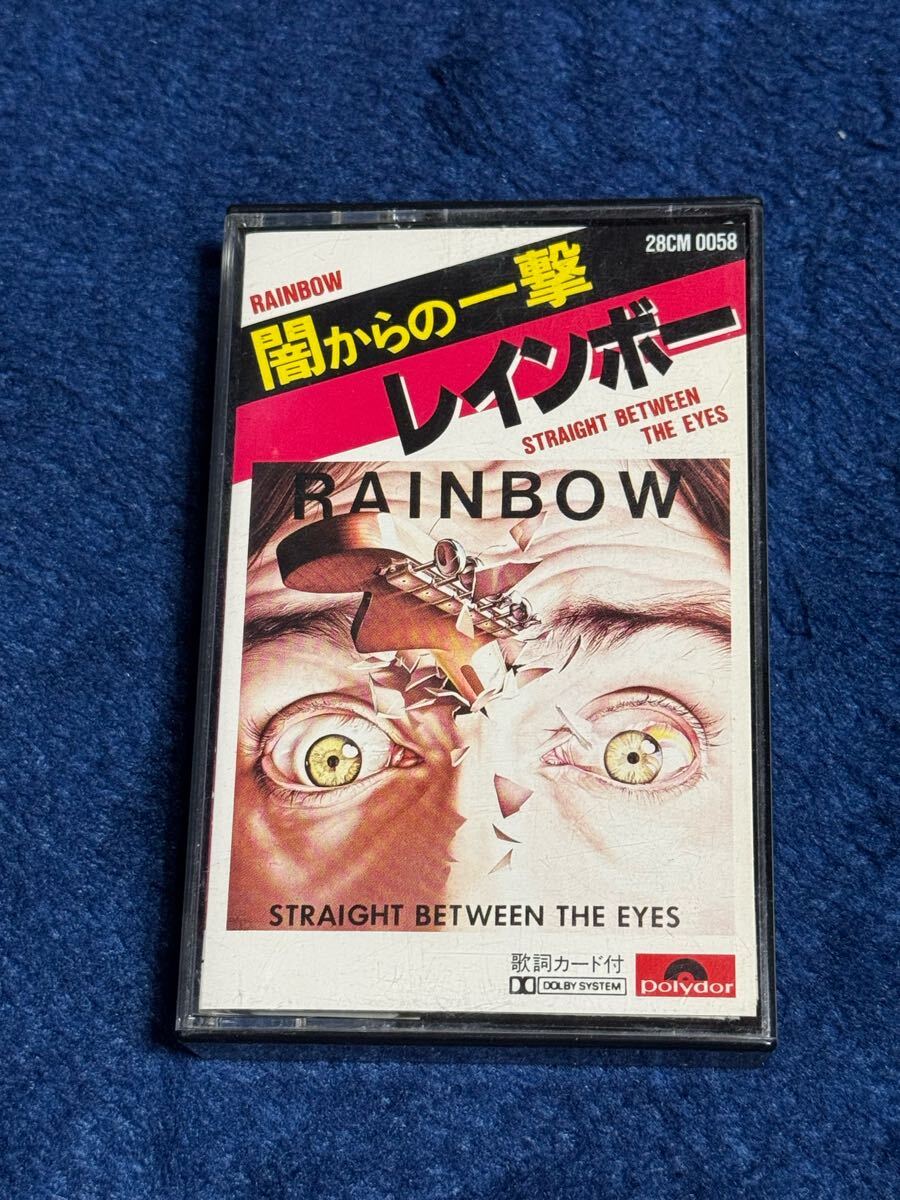 28CM 0058
RAINBOW
闇からの一撃
レインボー
STRAIGHT BETWEEN
THE EYES
RAINBOW
STRAIGHT BETWEEN THE EYES
歌詞カード付
DOLBY SYSTEM
polydor